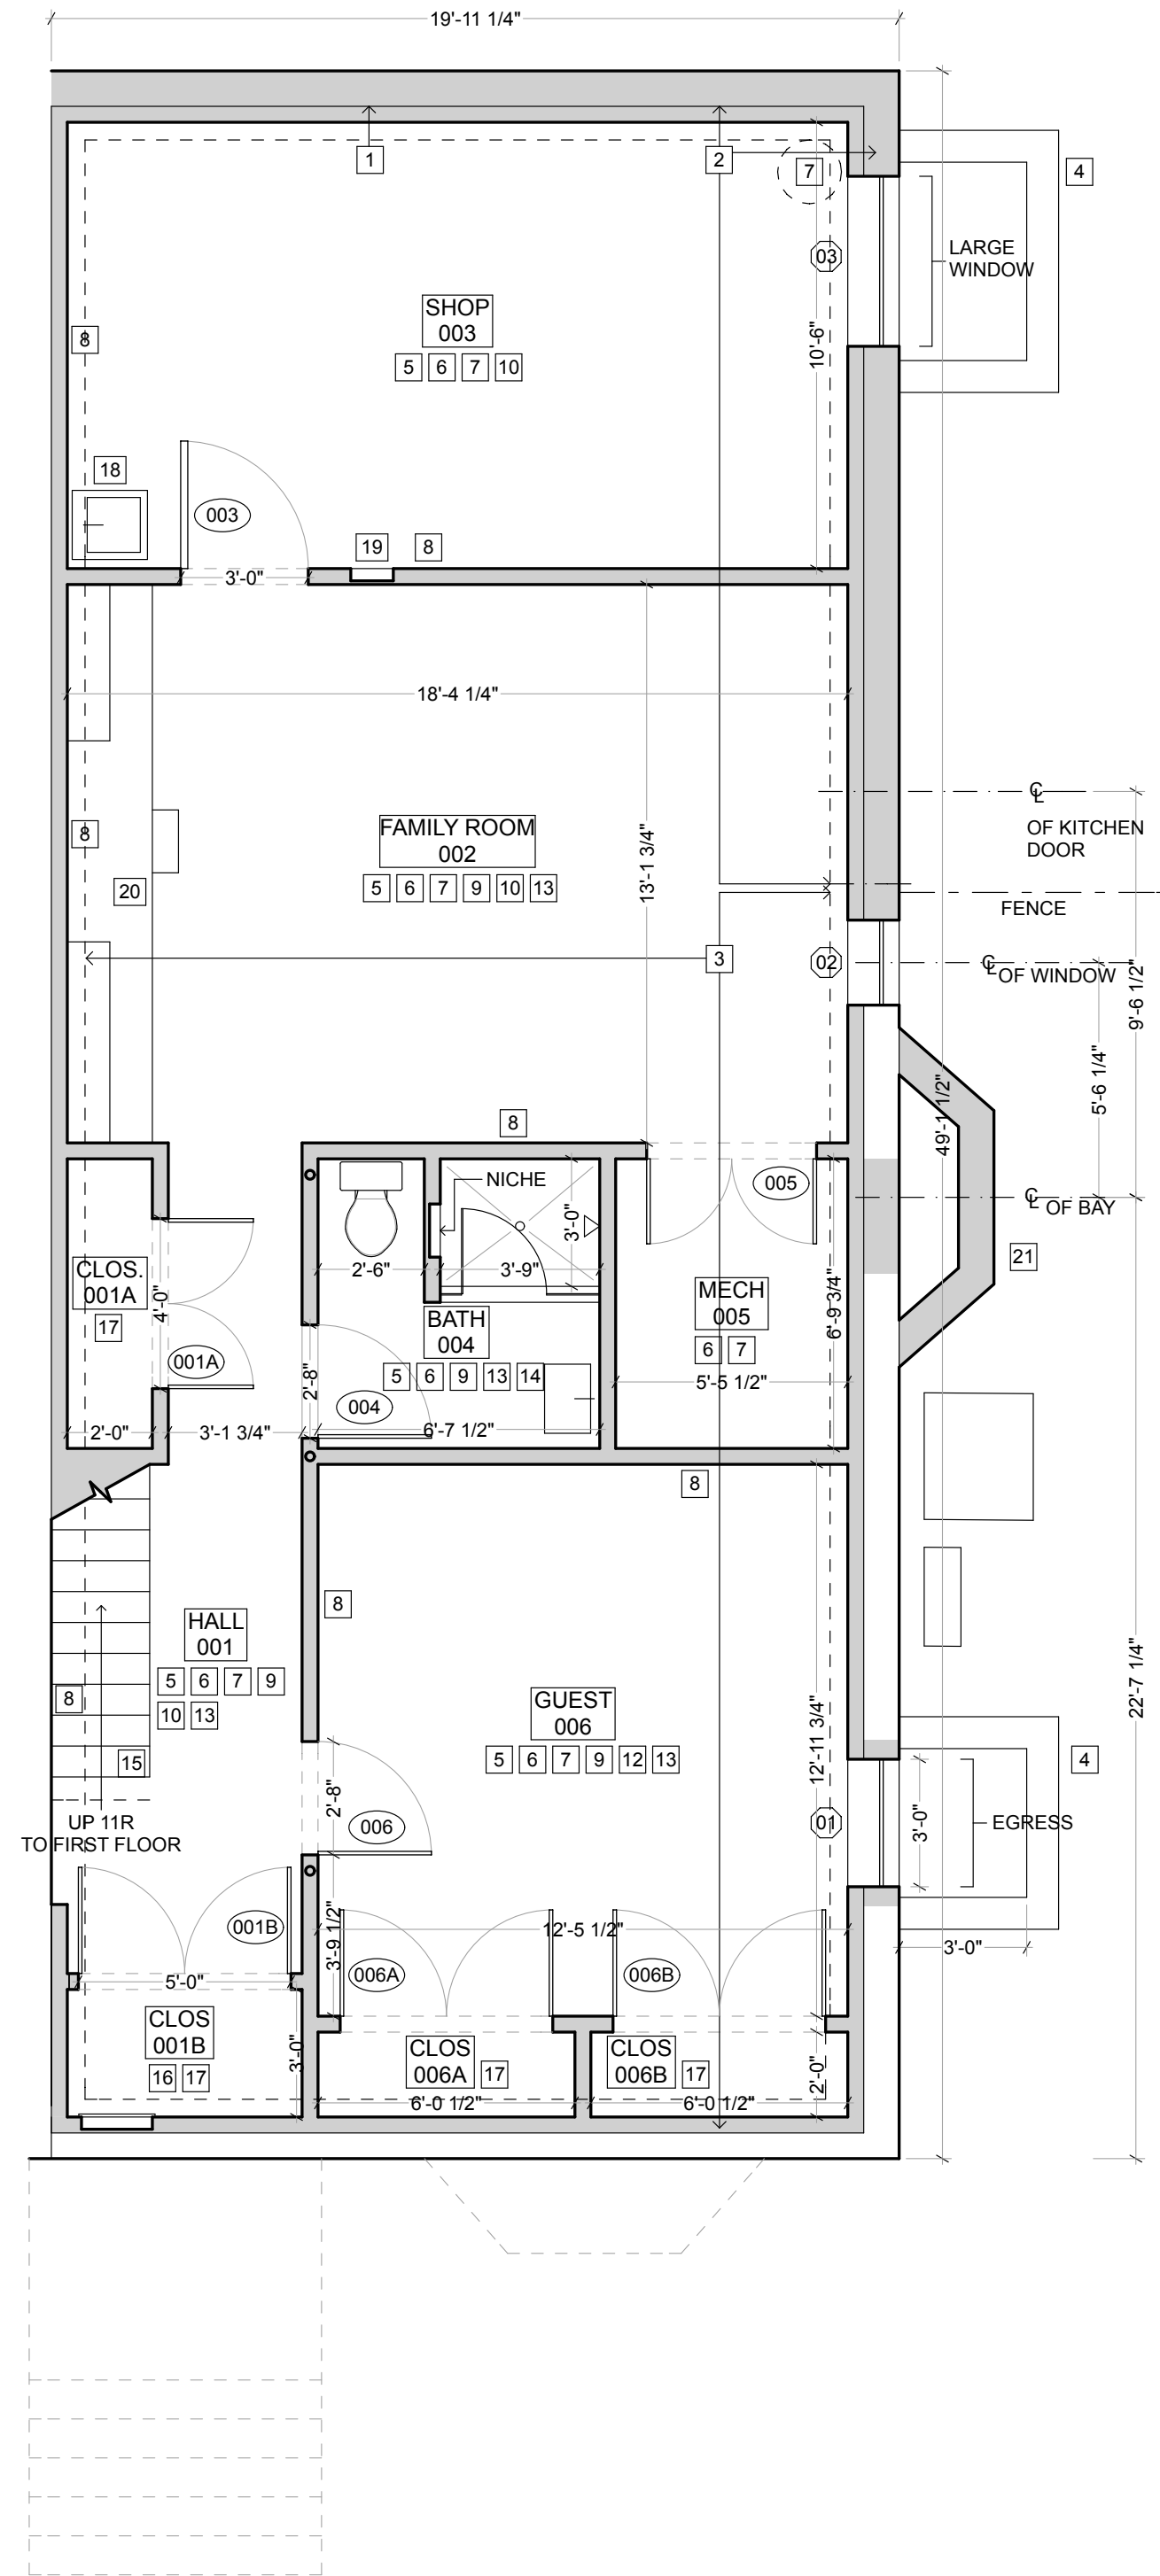 19'-11 1/4"
1
2
7
4
03
LARGE
WINDOW
SHOP
003
8
10'-6"
5 6 7 10
18
003
19
8
3'-0"
18'-4 1/4"
℄
OF KITCHEN
DOOR
FAMILY ROOM
002
8
13'-1 3/4"
5 6 7 9 10 13
20
FENCE
3
02
℄ OF WINDOW
9'-6 1/2"
5'-6 1/4"
49'-1 1/2"
8
NICHE
005
℄ OF BAY
3'-0"
21
CLOS.
001A
17
4'-0"
2'-6"
3'-9"
MECH
005
6'-9 3/4"
BATH
004
6 7
001A
2'-8"
5 6 9 13 14
5'-5 1/2"
004
2'-0"
3'-1 3/4"
6'-7 1/2"
8
8
HALL
001
5 6 7 9
10 13
8
15
GUEST
006
5 6 7 9 12 13
12'-11 3/4"
22'-7 1/4"
4
UP 11R
TO FIRST FLOOR
2'-8"
006
01
3'-0"
EGRESS
001B
3'-9 1/2"
12'-5 1/2"
3'-0"
006A
006B
5'-0"
CLOS
001B
16 17
3'-0"
CLOS
006A
17
CLOS
006B
17
2'-0"
6'-0 1/2"
6'-0 1/2"